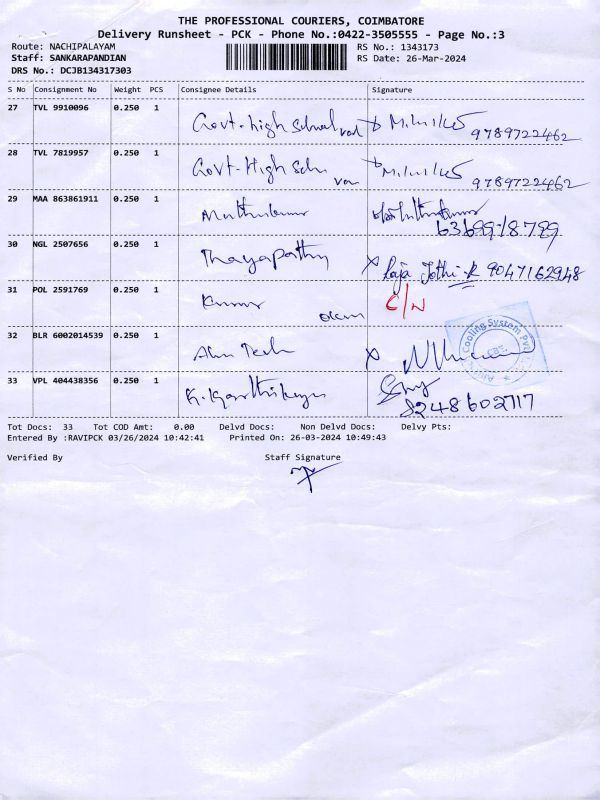 THE PROFESSIONAL COURIERS, COIMBATORE
Delivery Runsheet - PCK - Phone No.:0422-3505555 - Page No.:3
Route: NACHIPALAYAM RS No.: 1343173
Staff: SANKARAPANDIAN RS Date: 26-Mar-2024
DRS No.: DCJB134317303
S No Consignment No Weight PCS Consignee Details Signature
27 TVL 9910096 0.250 1 Govt-high school
9789722462
28 TVL 7819957 0.250 1 Govt-High
9789722462
29 MAA 863861911 0.250 1 Muthukumar
63699-18799
30 NGL 2507656 0.250 1 Thayapathy Raja Jothi.R 9047162948
31 POL 2591769 0.250 1 Kumar C/N
32 BLR 6002014539 0.250 1 Cooling System Pvt
33 VPL 404438356 0.250 1 K.Karthikeyan
8248602717
Tot Docs: 33 Tot COD Amt: 0.00 Delvd Docs: Non Delvd Docs: Delvy Pts:
Entered By :RAVIPCK 03/26/2024 10:42:41 Printed On: 26-03-2024 10:49:43
Verified By Staff Signature